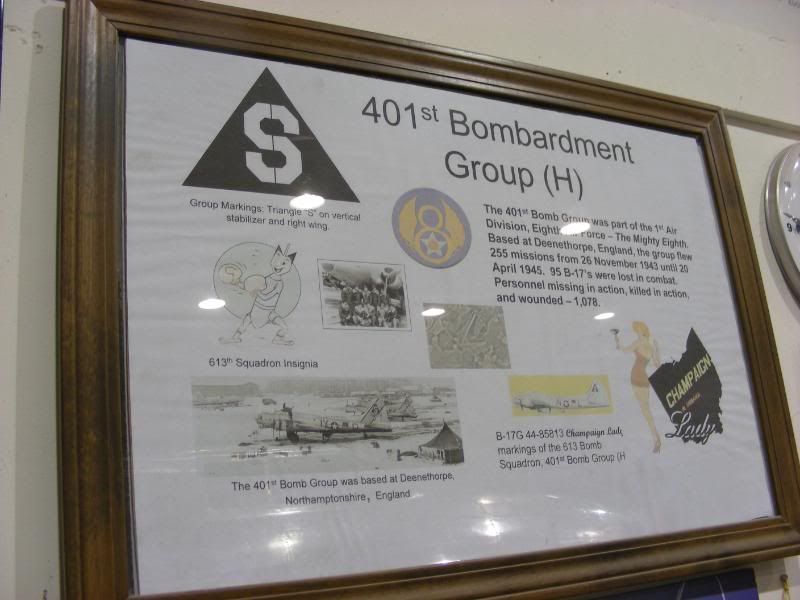 S
401st Bombardment
Group (H)
Group Markings: Triangle "S" on vertical
stabilizer and right wing.
8
The 401st Bomb Group was part of the 1st Air
Division, Eighth Air Force – The Mighty Eighth.
Based at Deenethorpe, England, the group flew
255 missions from 26 November 1943 until 20
April 1945. 95 B-17's were lost in combat.
Personnel missing in action, killed in action,
and wounded – 1,078.
613th Squadron Insignia
CHAMPAIGN
Lady
B-17G 44-85813 Champaign Lady,
markings of the 613 Bomb
Squadron, 401st Bomb Group (H
The 401st Bomb Group was based at Deenethorpe,
Northamptonshire, England
9